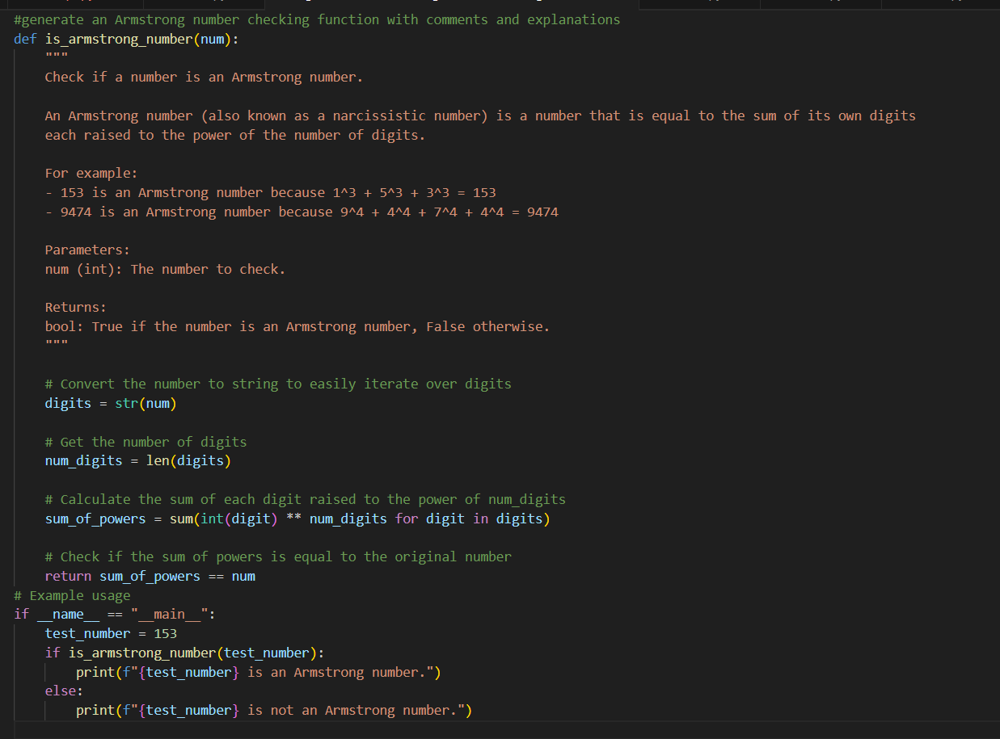 #generate an Armstrong number checking function with comments and explanations
def is_armstrong_number(num):
    """
    Check if a number is an Armstrong number.

    An Armstrong number (also known as a narcissistic number) is a number that is equal to the sum of its own digits
    each raised to the power of the number of digits.

    For example:
    - 153 is an Armstrong number because 1^3 + 5^3 + 3^3 = 153
    - 9474 is an Armstrong number because 9^4 + 4^4 + 7^4 + 4^4 = 9474

    Parameters:
    num (int): The number to check.

    Returns:
    bool: True if the number is an Armstrong number, False otherwise.
    """

    # Convert the number to string to easily iterate over digits
    digits = str(num)

    # Get the number of digits
    num_digits = len(digits)

    # Calculate the sum of each digit raised to the power of num_digits
    sum_of_powers = sum(int(digit) ** num_digits for digit in digits)

    # Check if the sum of powers is equal to the original number
    return sum_of_powers == num
# Example usage
if __name__ == "__main__":
    test_number = 153
    if is_armstrong_number(test_number):
        print(f"{test_number} is an Armstrong number.")
    else:
        print(f"{test_number} is not an Armstrong number.")